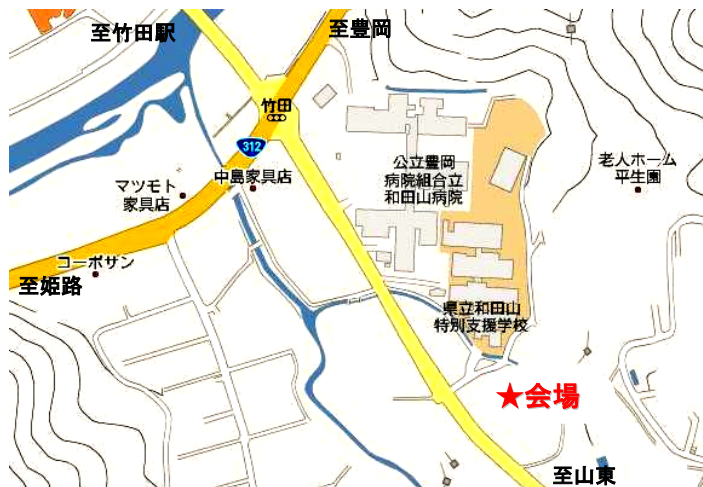 至竹田駅
至豊岡
竹田
312
中島家具店
マツモト
家具店
公立豊岡
病院組合立
和田山病院
老人ホーム
平生園
コーポサン
至姫路
県立和田山
特別支援学校
★会場
至山東